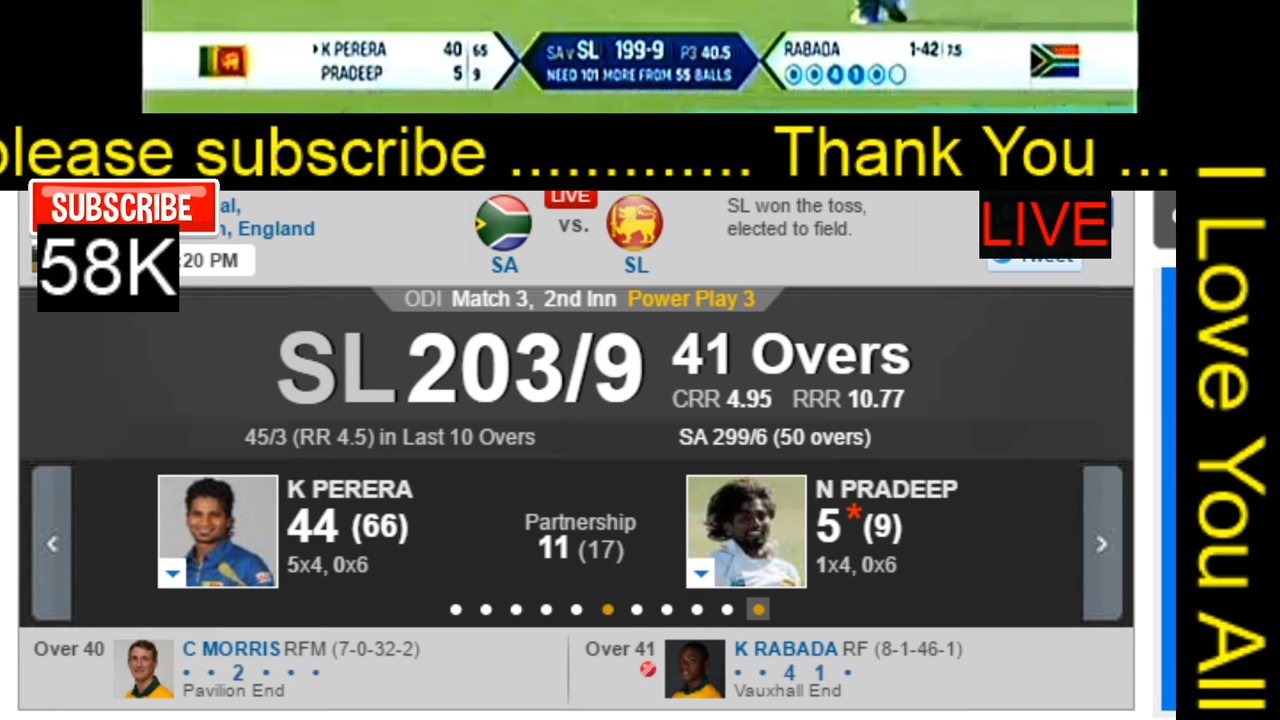 K PERERA 40 65
PRADEEP 5 9
SA v SL 199-9 P3 40.5
NEED 101 MORE FROM 55 BALLS
RABADA 1-42 7.5
4 1
please subscribe ............. Thank You ...
I Love You All
SUBSCRIBE
58K
al,
, England
:20 PM
LIVE
vs.
SA
SL
SL won the toss,
elected to field.
LIVE
Tweet
ODI Match 3, 2nd Inn Power Play 3
SL 203/9
41 Overs
CRR 4.95 RRR 10.77
45/3 (RR 4.5) in Last 10 Overs
SA 299/6 (50 overs)
K PERERA
44 (66)
5x4, 0x6
Partnership
11 (17)
N PRADEEP
5*(9)
1x4, 0x6
Over 40
C MORRIS RFM (7-0-32-2)
• • 2 • • •
Pavilion End
Over 41
K RABADA RF (8-1-46-1)
• • 4 1 •
Vauxhall End